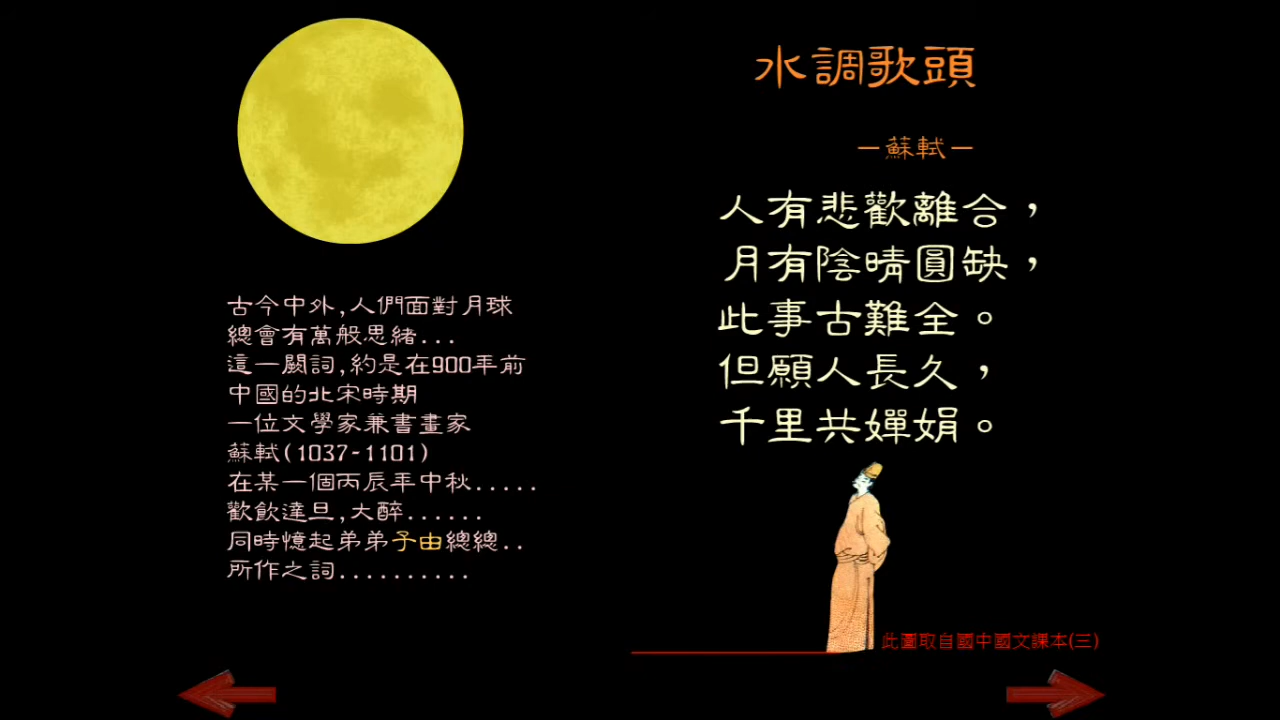 水調歌頭
－蘇軾－
人有悲歡離合，
月有陰晴圓缺，
此事古難全。
但願人長久，
千里共嬋娟。
古今中外,人們面對月球
總會有萬般思緒...
這一闕詞,約是在900年前
中國的北宋時期
一位文學家兼書畫家
蘇軾(1037-1101)
在某一個丙辰年中秋.....
歡飲達旦,大醉......
同時憶起弟弟子由總總..
所作之詞..........
此圖取自國中國文課本(三)